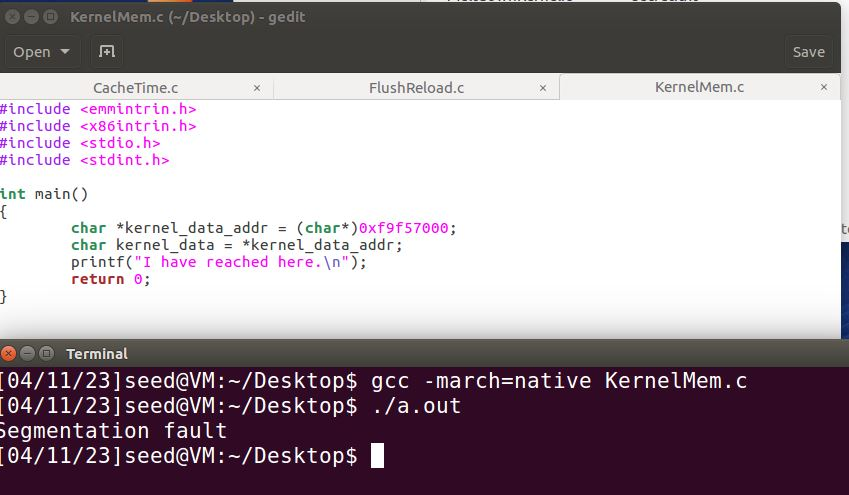 KernelMem.c (~/Desktop) - gedit
Open Save
CacheTime.c × FlushReload.c × KernelMem.c ×
#include <emmintrin.h>
#include <x86intrin.h>
#include <stdio.h>
#include <stdint.h>
int main()
{
char *kernel_data_addr = (char*)0xf9f57000;
char kernel_data = *kernel_data_addr;
printf("I have reached here.\n");
return 0;
}
Terminal
[04/11/23]seed@VM:~/Desktop$ gcc -march=native KernelMem.c
[04/11/23]seed@VM:~/Desktop$ ./a.out
Segmentation fault
[04/11/23]seed@VM:~/Desktop$